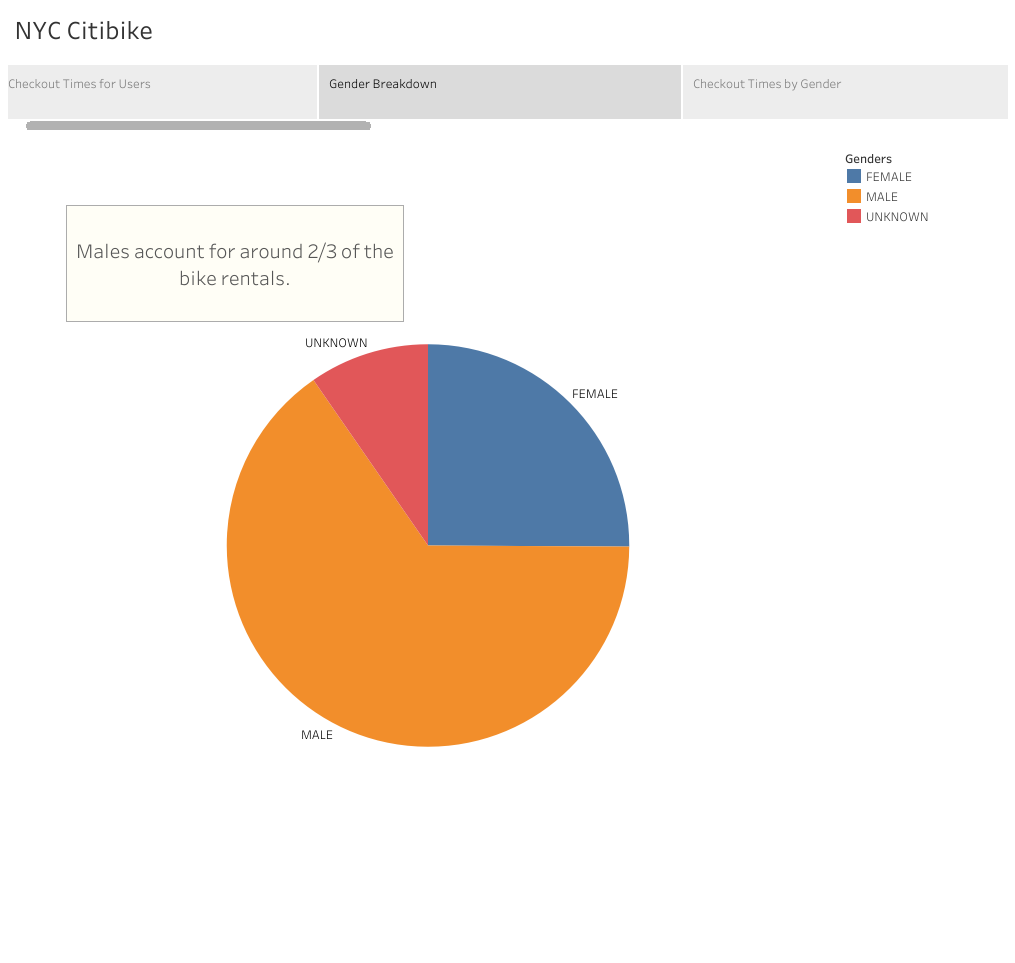 NYC Citibike
Checkout Times for Users
Gender Breakdown
Checkout Times by Gender
Genders
FEMALE
MALE
UNKNOWN
Males account for around 2/3 of the
bike rentals.
UNKNOWN
FEMALE
MALE